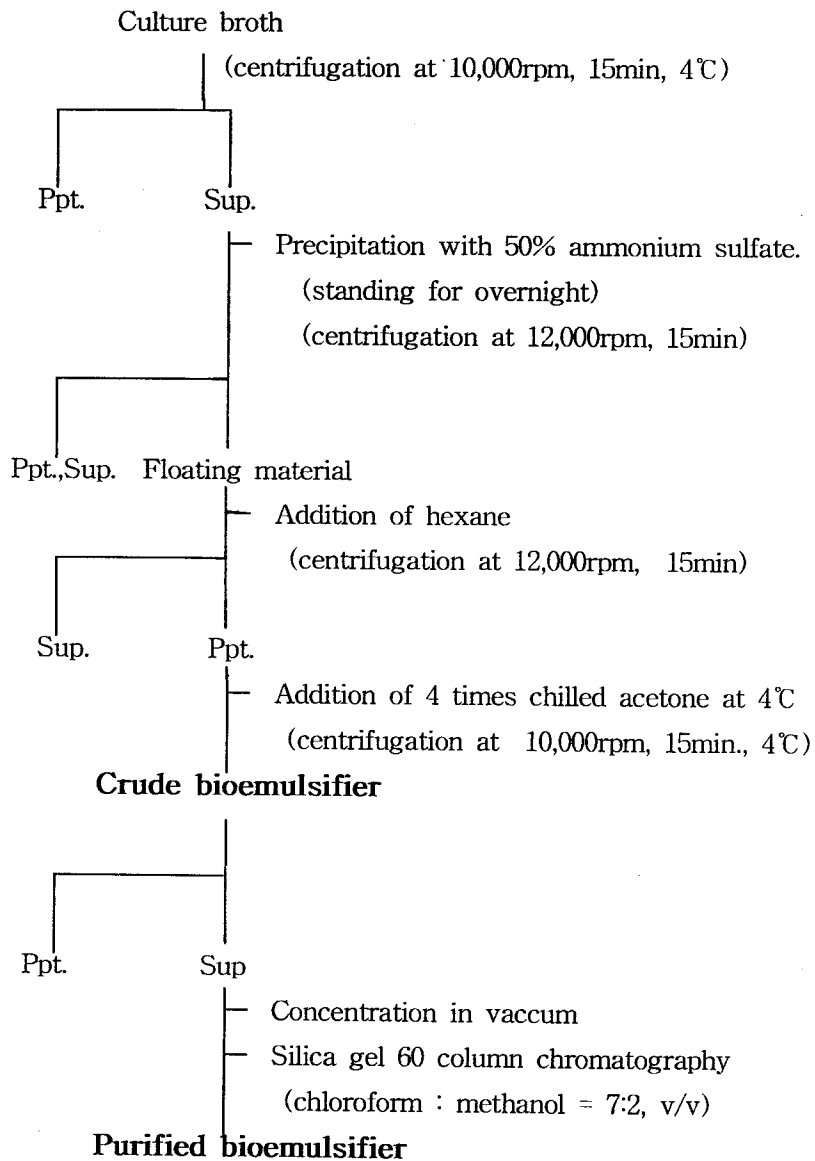 Culture broth
(centrifugation at 10,000rpm, 15min, 4℃)
Ppt. Sup.
Precipitation with 50% ammonium sulfate.
(standing for overnight)
(centrifugation at 12,000rpm, 15min)
Ppt.,Sup. Floating material
Addition of hexane
(centrifugation at 12,000rpm, 15min)
Sup. Ppt.
Addition of 4 times chilled acetone at 4℃
(centrifugation at 10,000rpm, 15min., 4℃)
Crude bioemulsifier
Ppt. Sup
Concentration in vaccum
Silica gel 60 column chromatography
(chloroform : methanol = 7:2, v/v)
Purified bioemulsifier